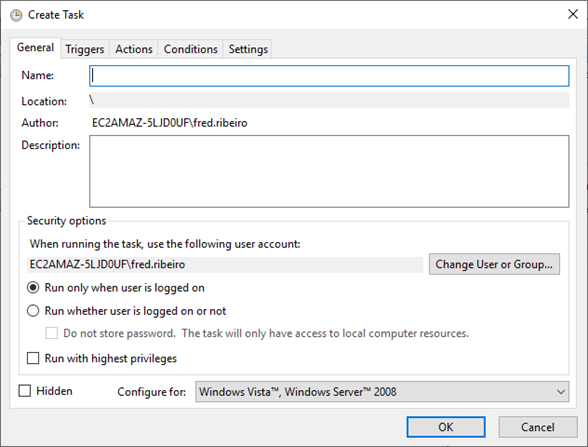 Create Task
General Triggers Actions Conditions Settings
Name:
Location: \
Author: EC2AMAZ-5LJD0UF\fred.ribeiro
Description:
Security options
When running the task, use the following user account:
EC2AMAZ-5LJD0UF\fred.ribeiro Change User or Group...
Run only when user is logged on
Run whether user is logged on or not
Do not store password.  The task will only have access to local computer resources.
Run with highest privileges
Hidden Configure for: Windows Vista™, Windows Server™ 2008
OK Cancel